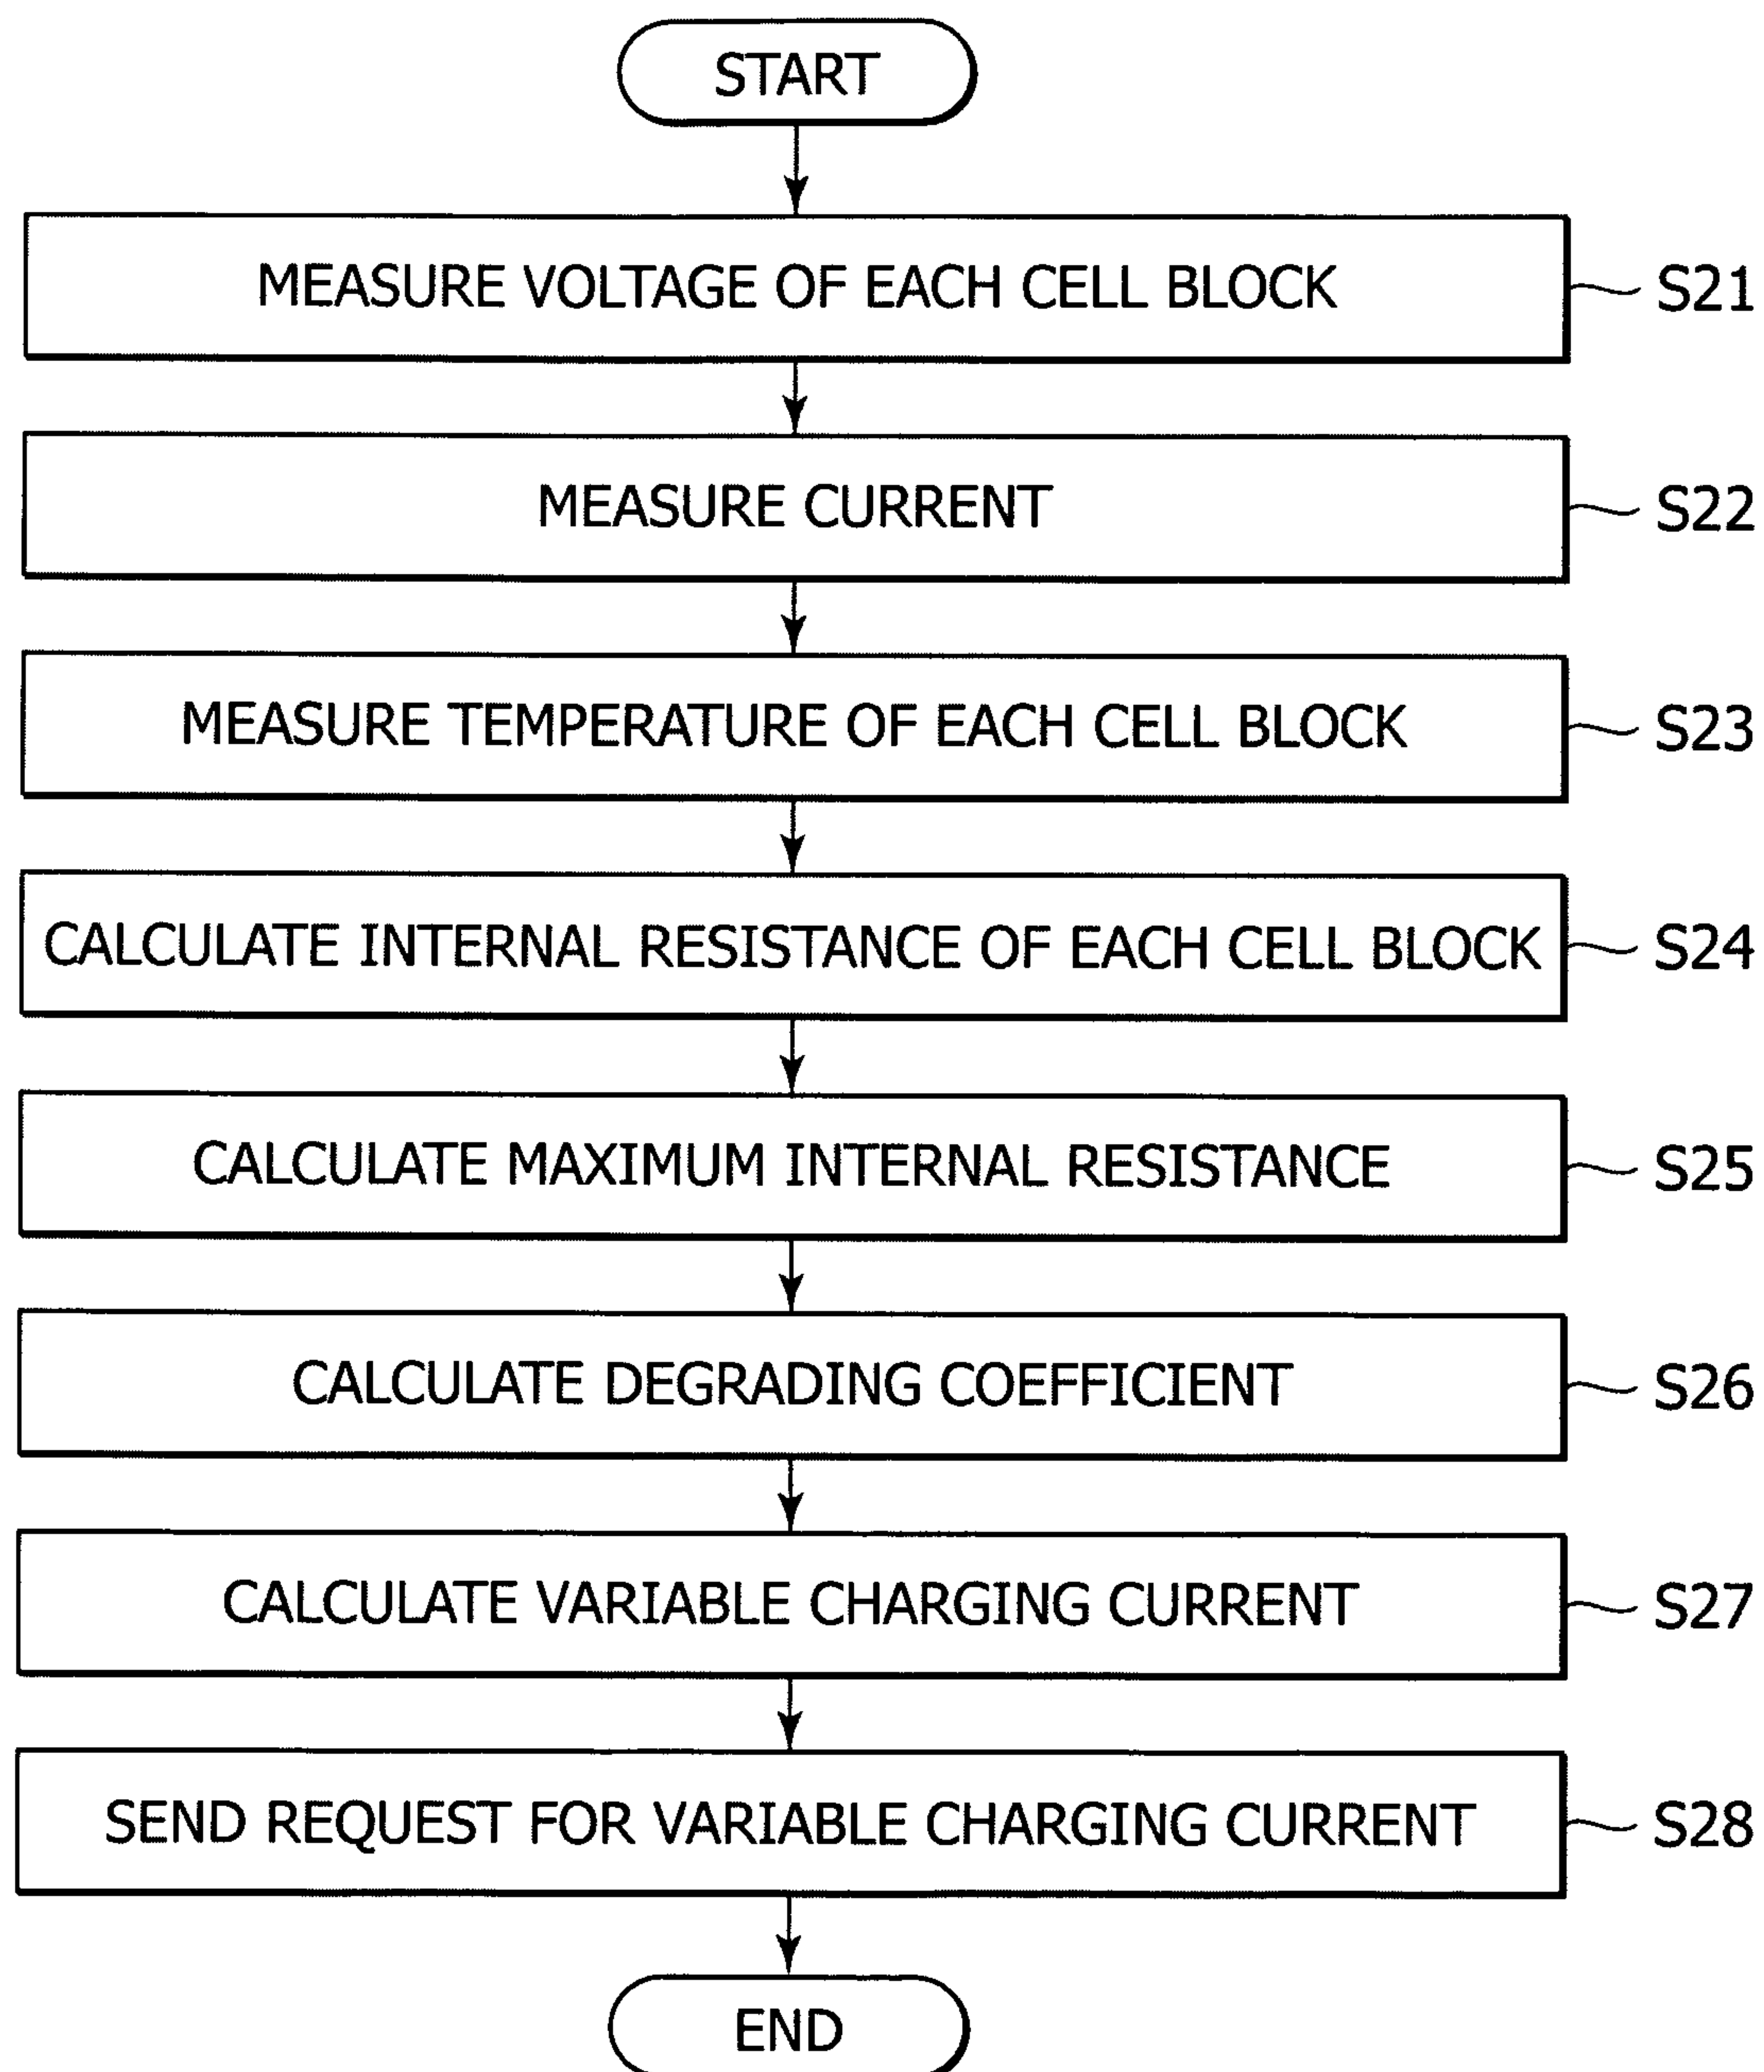 START
MEASURE VOLTAGE OF EACH CELL BLOCK
S21
MEASURE CURRENT
S22
MEASURE TEMPERATURE OF EACH CELL BLOCK
S23
CALCULATE INTERNAL RESISTANCE OF EACH CELL BLOCK
S24
CALCULATE MAXIMUM INTERNAL RESISTANCE
S25
CALCULATE DEGRADING COEFFICIENT
S26
CALCULATE VARIABLE CHARGING CURRENT
S27
SEND REQUEST FOR VARIABLE CHARGING CURRENT
S28
END